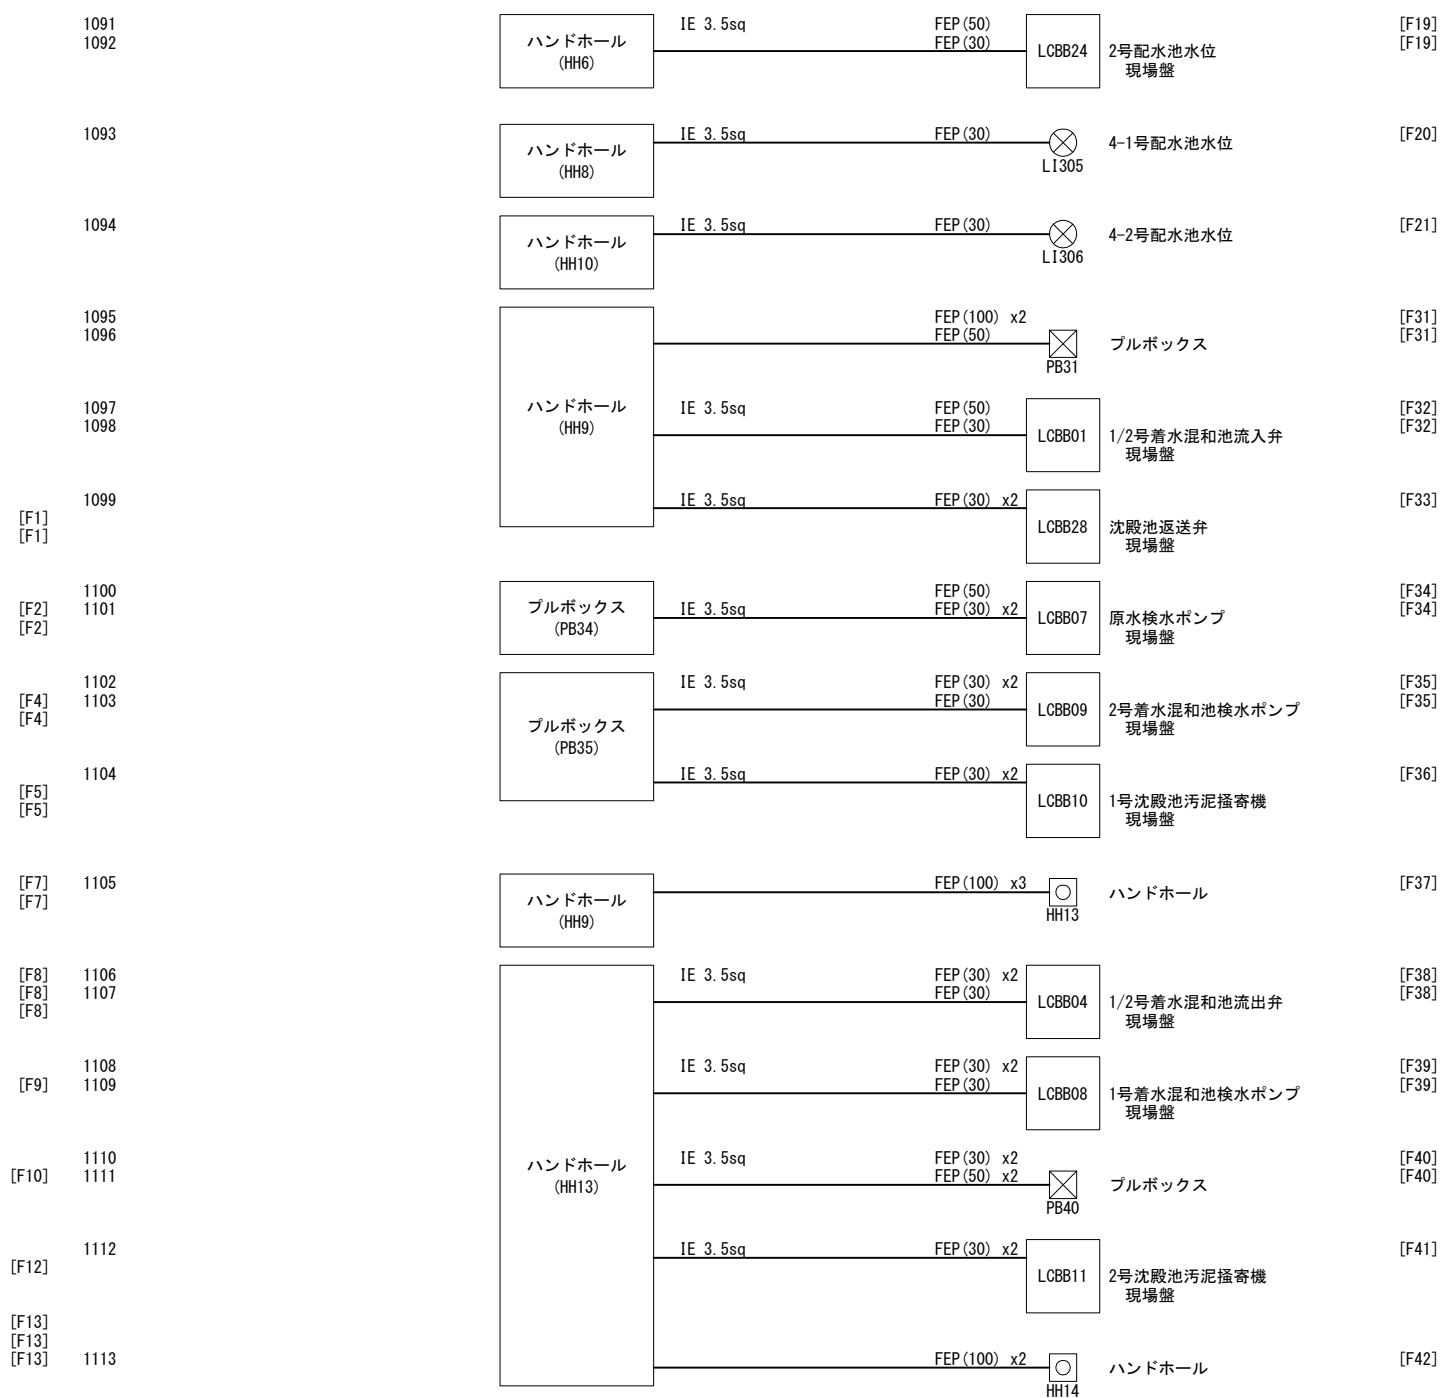 1091 IE 3.5sq FEP(50) [F19]
1092 FEP(30) [F19]
ハンドホール
(HH6)
LCBB24 2号配水池水位
現場盤
1093 IE 3.5sq FEP(30) [F20]
ハンドホール
(HH8)
4-1号配水池水位
LI305
1094 IE 3.5sq FEP(30) [F21]
ハンドホール
(HH10)
4-2号配水池水位
LI306
1095 FEP(100) x2 [F31]
1096 FEP(50) [F31]
プルボックス
PB31
1097 IE 3.5sq FEP(50) [F32]
1098 FEP(30) [F32]
ハンドホール
(HH9)
LCBB01 1/2号着水混和池流入弁
現場盤
1099 IE 3.5sq FEP(30) x2 [F33]
[F1]
[F1]
LCBB28 沈殿池返送弁
現場盤
1100 FEP(50) [F34]
[F2] 1101 IE 3.5sq FEP(30) x2 [F34]
[F2]
プルボックス
(PB34)
LCBB07 原水検水ポンプ
現場盤
1102 IE 3.5sq FEP(30) x2 [F35]
[F4] 1103 FEP(30) [F35]
[F4]
LCBB09 2号着水混和池検水ポンプ
現場盤
プルボックス
(PB35)
1104 IE 3.5sq FEP(30) x2 [F36]
[F5]
[F5]
LCBB10 1号沈殿池汚泥掻寄機
現場盤
[F7] 1105 FEP(100) x3 [F37]
[F7]
ハンドホール
(HH9)
ハンドホール
HH13
[F8] 1106 IE 3.5sq FEP(30) x2 [F38]
[F8] 1107 FEP(30) [F38]
[F8]
LCBB04 1/2号着水混和池流出弁
現場盤
1108 IE 3.5sq FEP(30) x2 [F39]
[F9] 1109 FEP(30) [F39]
LCBB08 1号着水混和池検水ポンプ
現場盤
1110 IE 3.5sq FEP(30) x2 [F40]
[F10] 1111 FEP(50) x2 [F40]
ハンドホール
(HH13)
プルボックス
PB40
1112 IE 3.5sq FEP(30) x2 [F41]
[F12]
LCBB11 2号沈殿池汚泥掻寄機
現場盤
[F13]
[F13]
[F13] 1113 FEP(100) x2 [F42]
ハンドホール
HH14